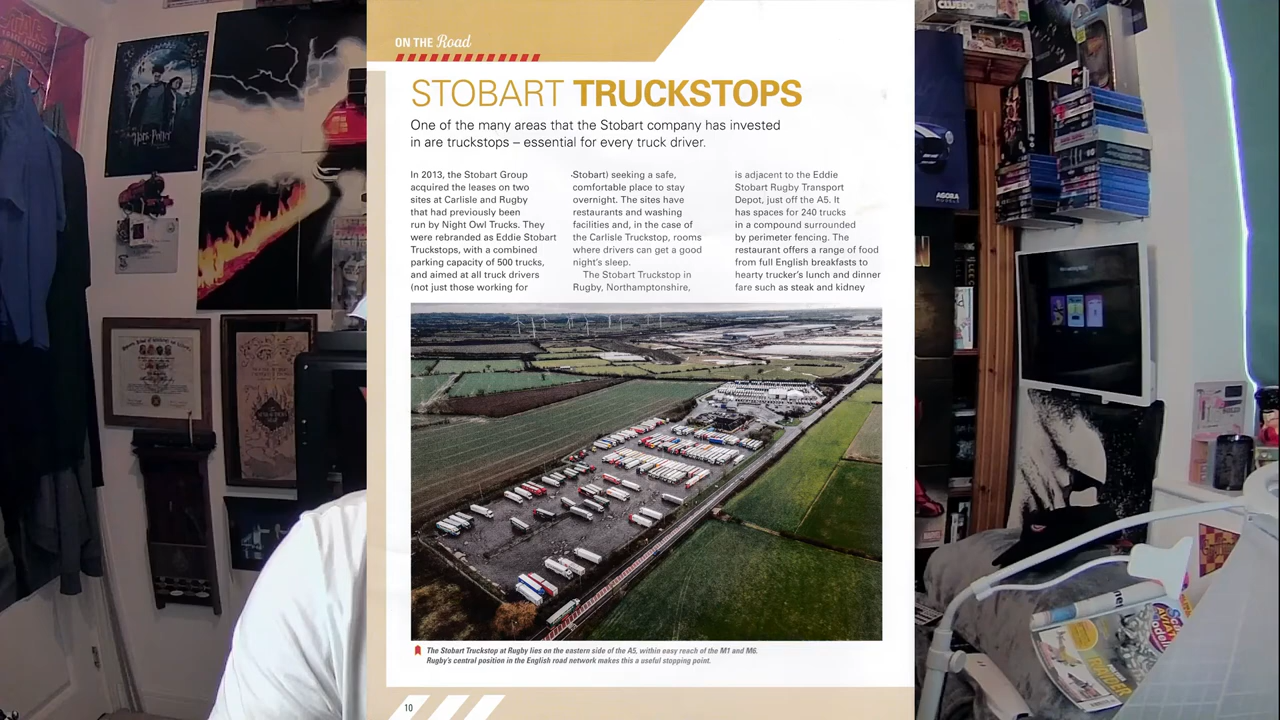 ON THE Road
STOBART TRUCKSTOPS
One of the many areas that the Stobart company has invested
in are truckstops – essential for every truck driver.
In 2013, the Stobart Group
acquired the leases on two
sites at Carlisle and Rugby
that had previously been
run by Night Owl Trucks. They
were rebranded as Eddie Stobart
Truckstops, with a combined
parking capacity of 500 trucks,
and aimed at all truck drivers
(not just those working for
Stobart) seeking a safe,
comfortable place to stay
overnight. The sites have
restaurants and washing
facilities and, in the case of
the Carlisle Truckstop, rooms
where drivers can get a good
night's sleep.
The Stobart Truckstop in
Rugby, Northamptonshire,
is adjacent to the Eddie
Stobart Rugby Transport
Depot, just off the A5. It
has spaces for 240 trucks
in a compound surrounded
by perimeter fencing. The
restaurant offers a range of food
from full English breakfasts to
hearty trucker's lunch and dinner
fare such as steak and kidney
The Stobart Truckstop at Rugby lies on the eastern side of the A5, within easy reach of the M1 and M6.
Rugby's central position in the English road network makes this a useful stopping point.
10
Harry Potter
CLUEDO
AGORA
MODELS